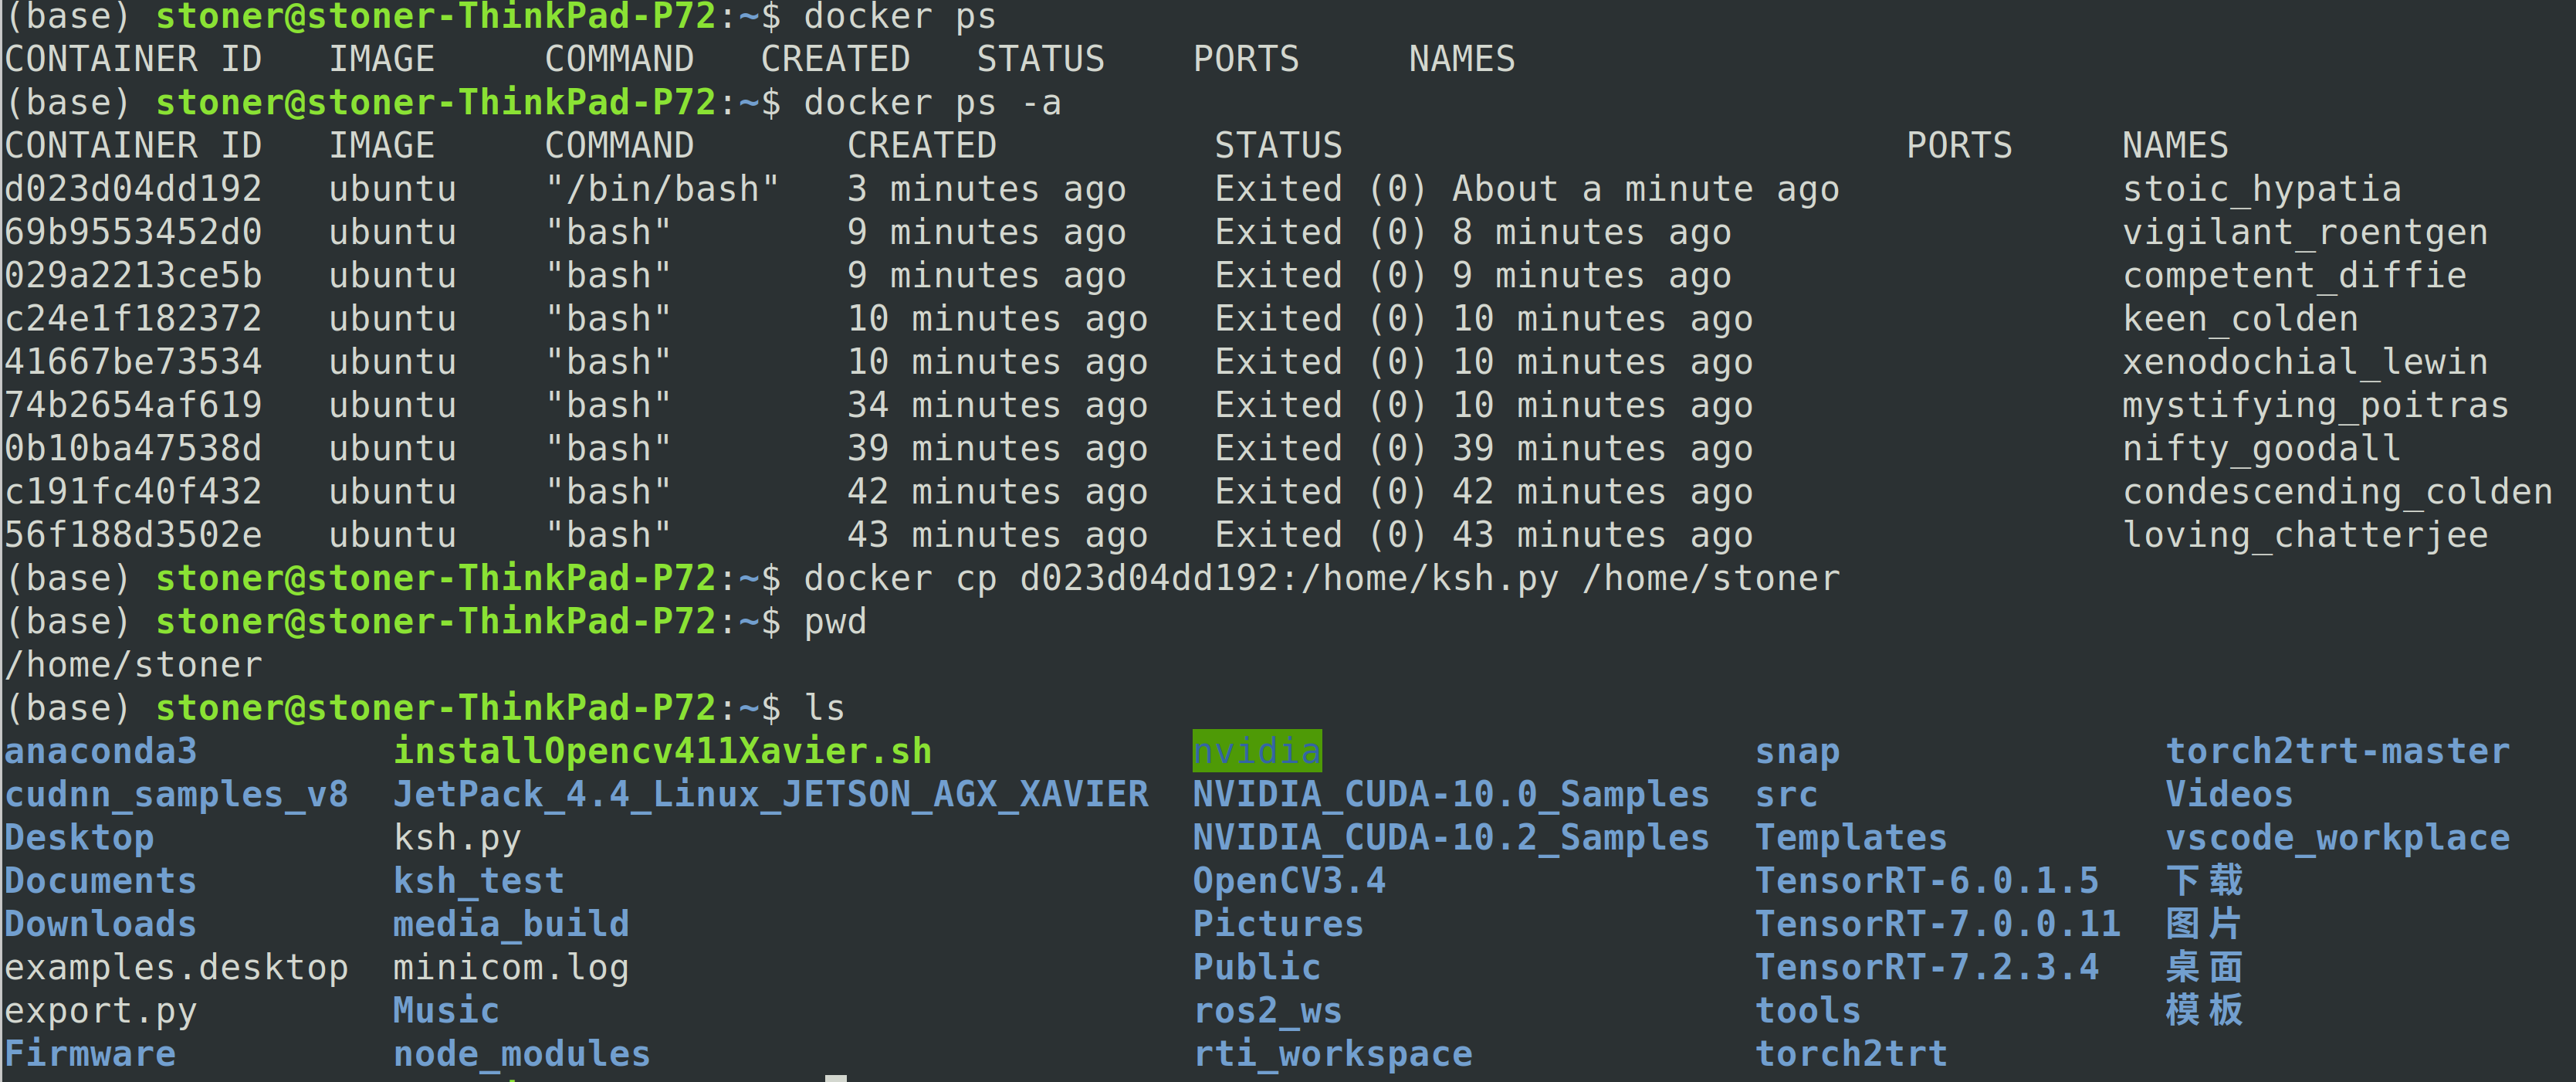 (base) stoner@stoner-ThinkPad-P72:~$ docker ps
CONTAINER ID   IMAGE     COMMAND   CREATED   STATUS    PORTS     NAMES
(base) stoner@stoner-ThinkPad-P72:~$ docker ps -a
CONTAINER ID   IMAGE     COMMAND       CREATED          STATUS                          PORTS     NAMES
d023d04dd192   ubuntu    "/bin/bash"   3 minutes ago    Exited (0) About a minute ago             stoic_hypatia
69b9553452d0   ubuntu    "bash"        9 minutes ago    Exited (0) 8 minutes ago                  vigilant_roentgen
029a2213ce5b   ubuntu    "bash"        9 minutes ago    Exited (0) 9 minutes ago                  competent_diffie
c24e1f182372   ubuntu    "bash"        10 minutes ago   Exited (0) 10 minutes ago                 keen_colden
41667be73534   ubuntu    "bash"        10 minutes ago   Exited (0) 10 minutes ago                 xenodochial_lewin
74b2654af619   ubuntu    "bash"        34 minutes ago   Exited (0) 10 minutes ago                 mystifying_poitras
0b10ba47538d   ubuntu    "bash"        39 minutes ago   Exited (0) 39 minutes ago                 nifty_goodall
c191fc40f432   ubuntu    "bash"        42 minutes ago   Exited (0) 42 minutes ago                 condescending_colden
56f188d3502e   ubuntu    "bash"        43 minutes ago   Exited (0) 43 minutes ago                 loving_chatterjee
(base) stoner@stoner-ThinkPad-P72:~$ docker cp d023d04dd192:/home/ksh.py /home/stoner
(base) stoner@stoner-ThinkPad-P72:~$ pwd
/home/stoner
(base) stoner@stoner-ThinkPad-P72:~$ ls
anaconda3         installOpencv411Xavier.sh            nvidia                    snap               torch2trt-master
cudnn_samples_v8  JetPack_4.4_Linux_JETSON_AGX_XAVIER  NVIDIA_CUDA-10.0_Samples  src                Videos
Desktop           ksh.py                               NVIDIA_CUDA-10.2_Samples  Templates          vscode_workplace
Documents         ksh_test                             OpenCV3.4                 TensorRT-6.0.1.5   下载
Downloads         media_build                          Pictures                  TensorRT-7.0.0.11  图片
examples.desktop  minicom.log                          Public                    TensorRT-7.2.3.4   桌面
export.py         Music                                ros2_ws                   tools              模板
Firmware          node_modules                         rti_workspace             torch2trt